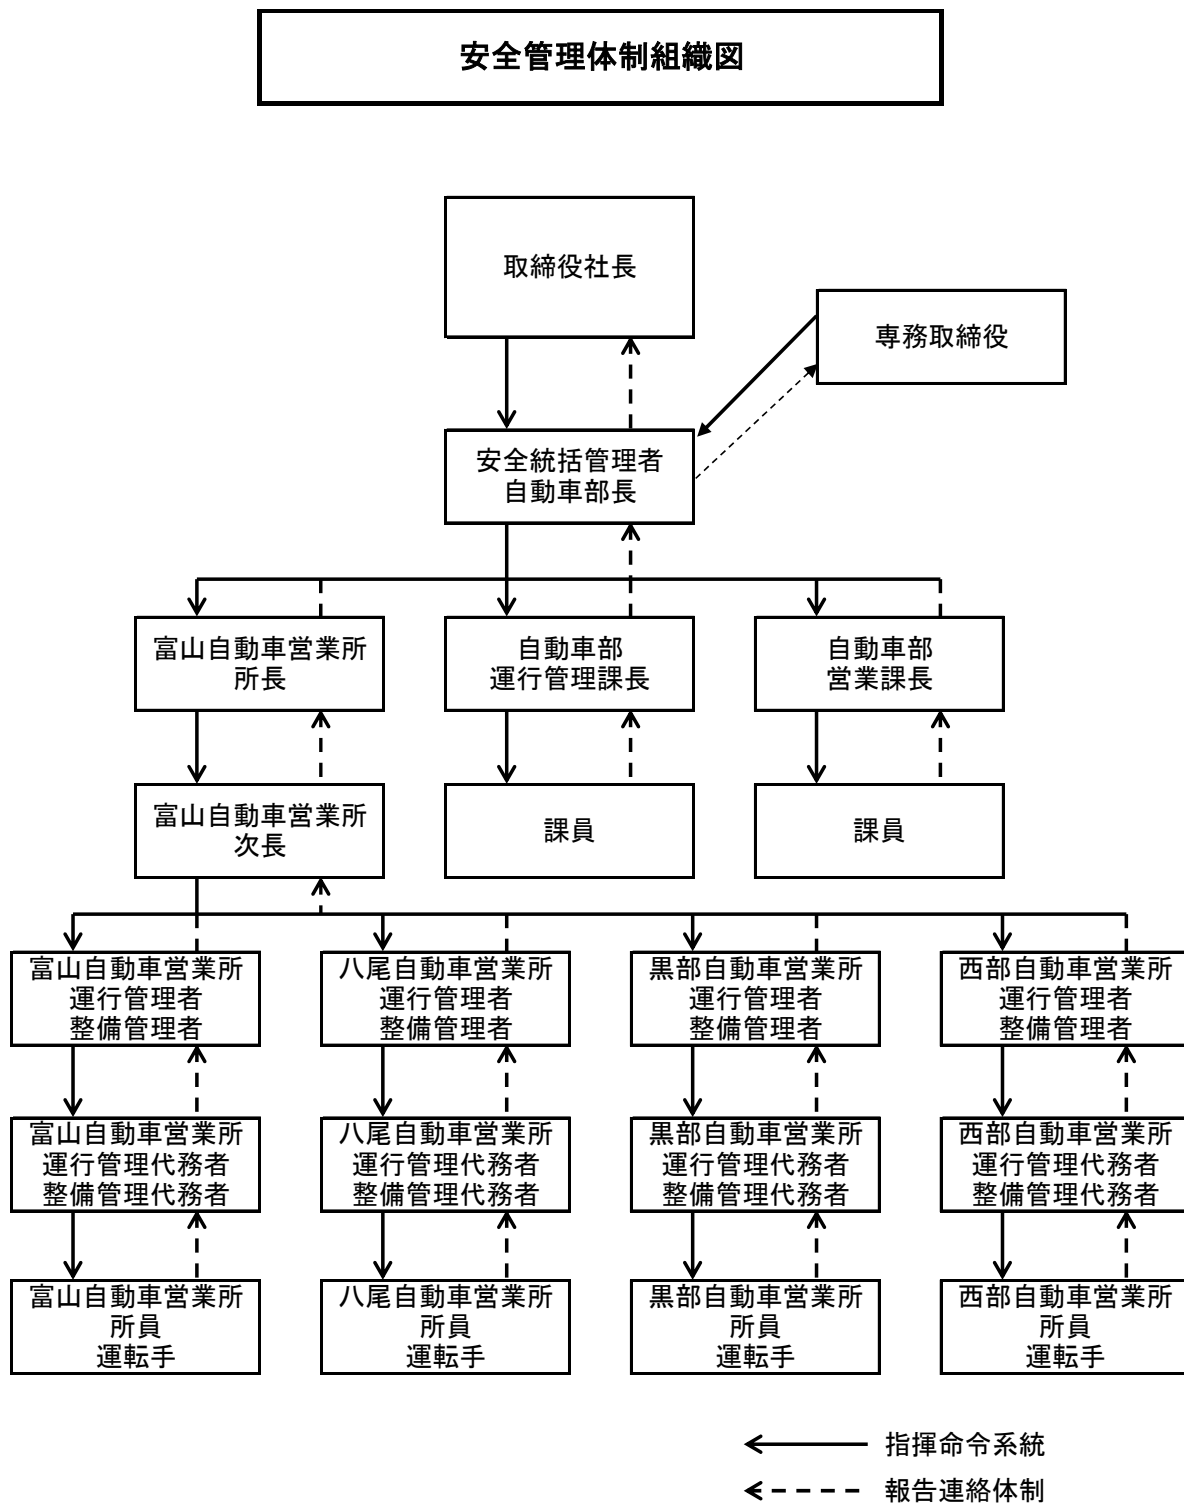 安全管理体制組織図
取締役社長
専務取締役
安全統括管理者
自動車部長
富山自動車営業所
所長
自動車部
運行管理課長
自動車部
営業課長
富山自動車営業所
次長
課員
課員
富山自動車営業所
運行管理者
整備管理者
八尾自動車営業所
運行管理者
整備管理者
黒部自動車営業所
運行管理者
整備管理者
西部自動車営業所
運行管理者
整備管理者
富山自動車営業所
運行管理代務者
整備管理代務者
八尾自動車営業所
運行管理代務者
整備管理代務者
黒部自動車営業所
運行管理代務者
整備管理代務者
西部自動車営業所
運行管理代務者
整備管理代務者
富山自動車営業所
所員
運転手
八尾自動車営業所
所員
運転手
黒部自動車営業所
所員
運転手
西部自動車営業所
所員
運転手
指揮命令系統
報告連絡体制